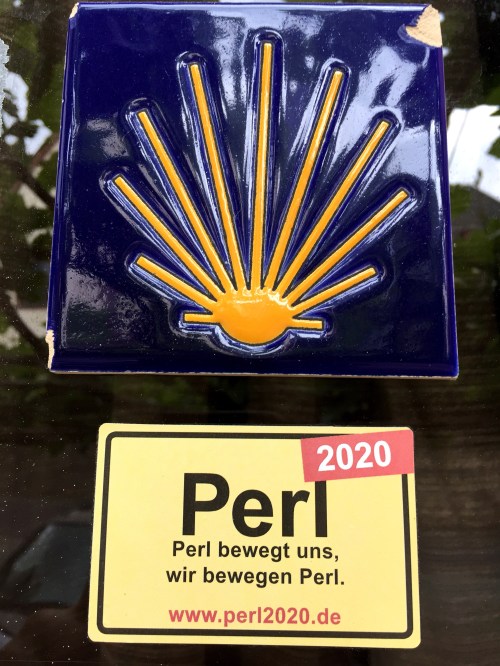 2020
Perl
Perl bewegt uns,
wir bewegen Perl.
www.perl2020.de